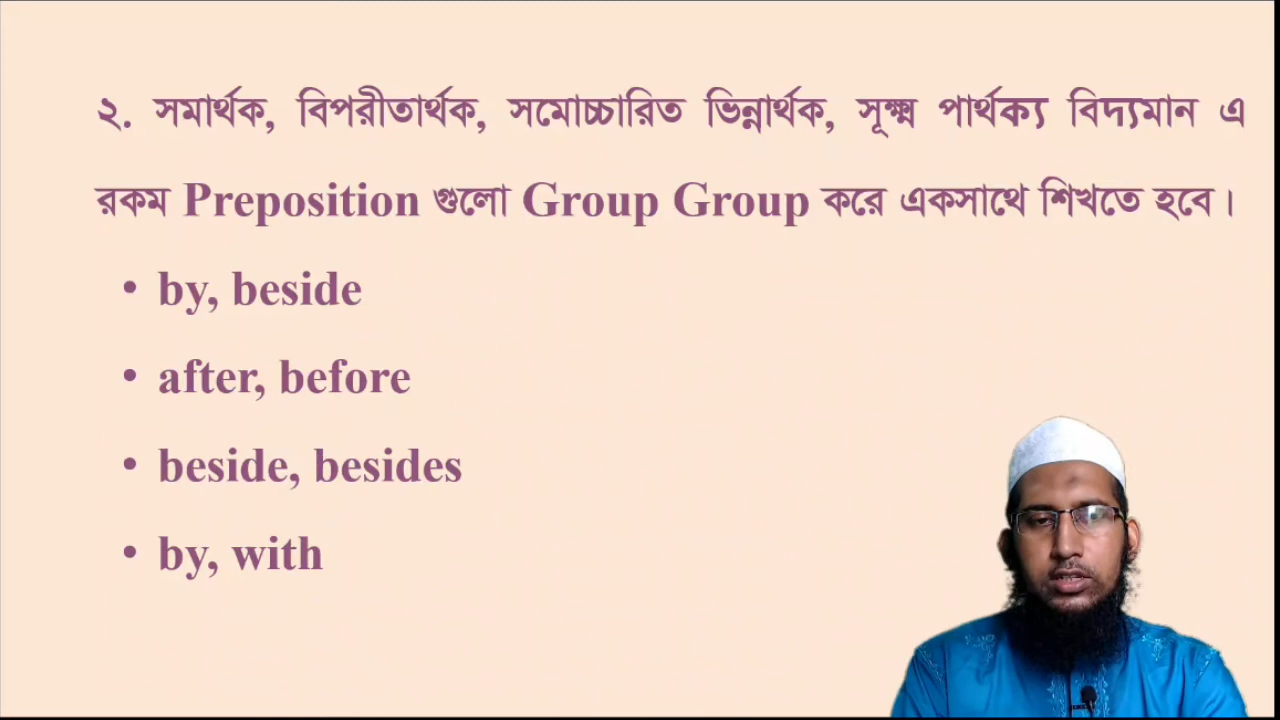 ২. সমার্থক, বিপরীতার্থক, সমোচ্চারিত ভিন্নার্থক, সূক্ষ্ম পার্থক্য বিদ্যমান এ
রকম Preposition গুলো Group Group করে একসাথে শিখতে হবে।
• by, beside
• after, before
• beside, besides
• by, with